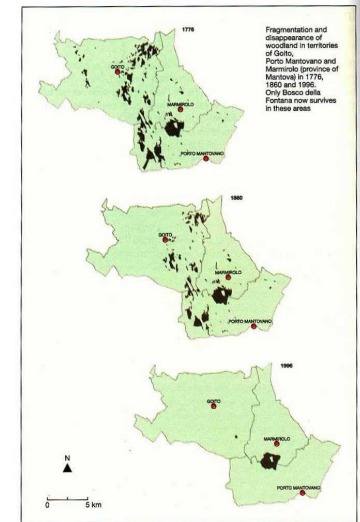 Fragmentation and
disappearance of
woodland in territories
of Goito,
Porto Mantovano and
Marmirolo (province of
Mantova) in 1776,
1860 and 1996.
Only Bosco della
Fontana now survives
in these areas
1776
GOITO
MARMIROLO
PORTO MANTOVANO
1860
GOITO
MARMIROLO
PORTO MANTOVANO
1996
GOITO
MARMIROLO
PORTO MANTOVANO
N
0 5 km